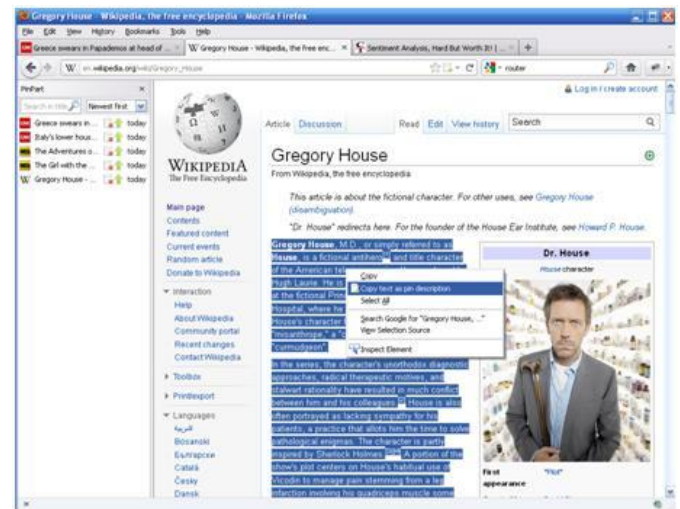 Gregory House - Wikipedia, the free encyclopedia - Mozilla Firefox
File Edit View History Bookmarks Tools Help
Greece swears in Papademos at head of ...
Gregory House - Wikipedia, the free enc...
Sentiment Analysis, Hard But Worth It! | ...
en.wikipedia.org/wiki/Gregory_House
router
PinPart
Search in title
Newest first
Log in / create account
Greece swears in... today
Italy's lower hous... today
The Adventures o... today
The Girl with the ... today
Gregory House - ... today
WIKIPEDIA
The Free Encyclopedia
Main page
Contents
Featured content
Current events
Random article
Donate to Wikipedia
Interaction
Help
About Wikipedia
Community portal
Recent changes
Contact Wikipedia
Toolbox
Print/export
Languages
العربية
Bosanski
Български
Català
Česky
Dansk
Article Discussion Read Edit View history Search
Gregory House
From Wikipedia, the free encyclopedia
This article is about the fictional character. For other uses, see Gregory House
(disambiguation).
"Dr. House" redirects here. For the founder of the House Ear Institute, see Howard P. House.
Gregory House, M.D., or simply referred to as
House, is a fictional antihero and title character
of the American
Hugh Laurie. He is
at the fictional
Hospital, where he
House's character
"misanthrope," a
"curmudgeon".
Copy
Copy text as pin description
Select All
Search Google for "Gregory House, ..."
View Selection Source
Inspect Element
In the series, the character's unorthodox diagnostic
approaches, radical therapeutic motives, and
stalwart rationality have resulted in much conflict
between him and his colleagues. House is also
often portrayed as lacking sympathy for his
patients, a practice that allots him the time to solve
pathological enigmas. The character is partly
inspired by Sherlock Holmes. A portion of the
show's plot centers on House's habitual use of
Vicodin to manage pain stemming from a leg
infarction involving his quadriceps muscle some
Dr. House
House character
First
appearance
"Pilot"